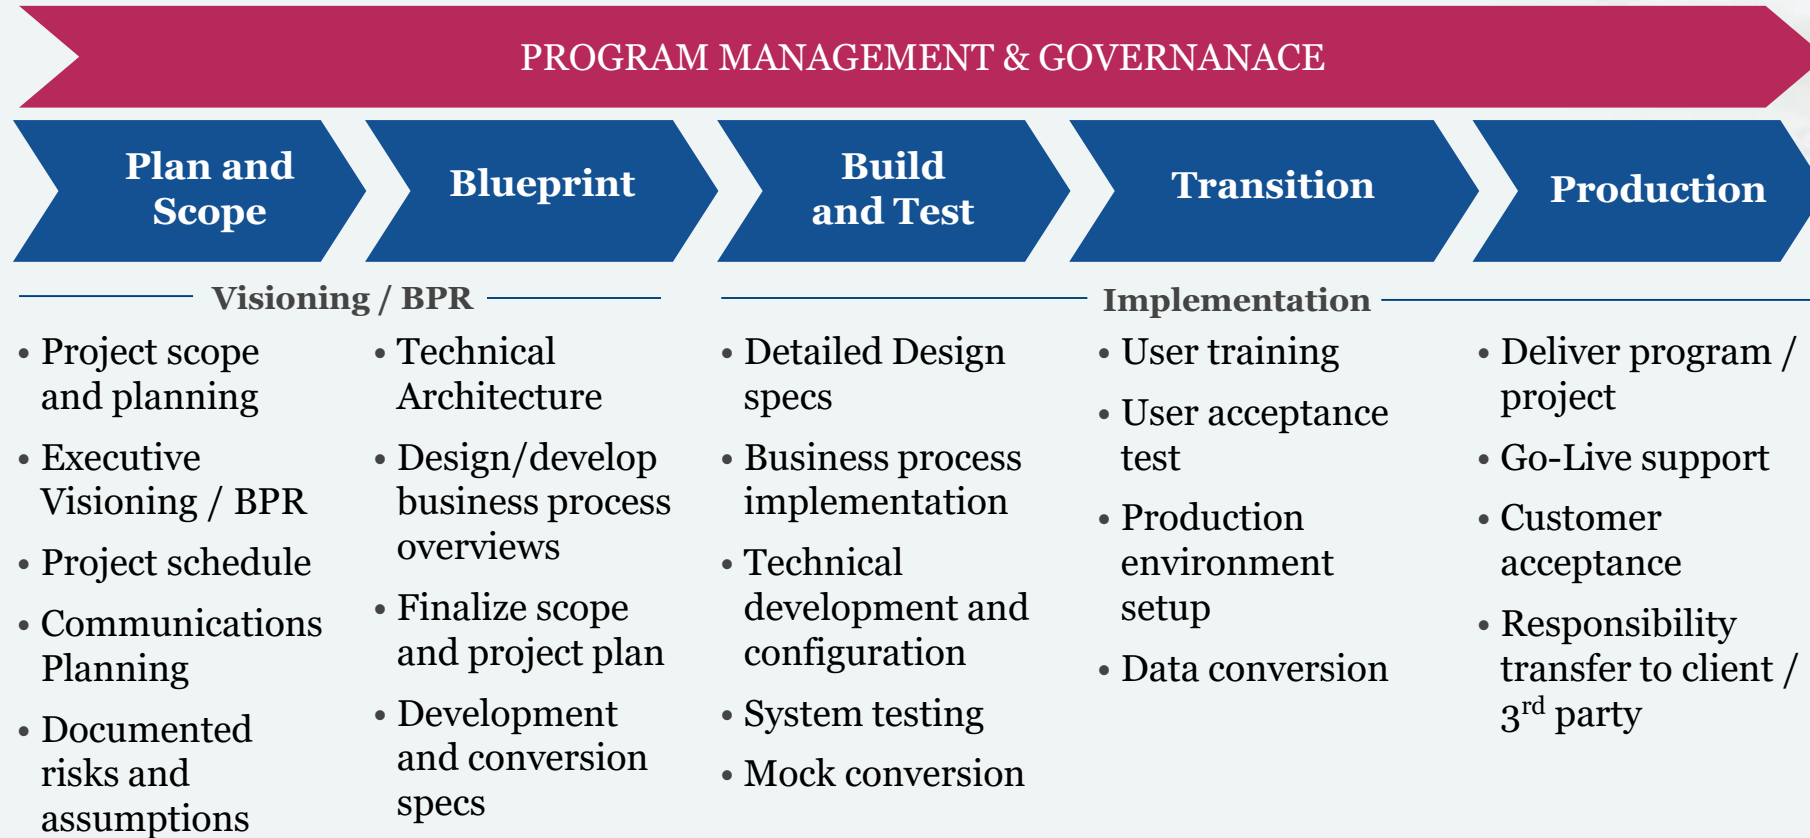 PROGRAM MANAGEMENT & GOVERNANACE
Plan and
Scope
Blueprint
Build
and Test
Transition
Production
Visioning / BPR
Implementation
• Project scope
and planning
• Executive
Visioning / BPR
• Project schedule
• Communications
Planning
• Documented
risks and
assumptions
• Technical
Architecture
• Design/develop
business process
overviews
• Finalize scope
and project plan
• Development
and conversion
specs
• Detailed Design
specs
• Business process
implementation
• Technical
development and
configuration
• System testing
• Mock conversion
• User training
• User acceptance
test
• Production
environment
setup
• Data conversion
• Deliver program /
project
• Go-Live support
• Customer
acceptance
• Responsibility
transfer to client /
3rd party